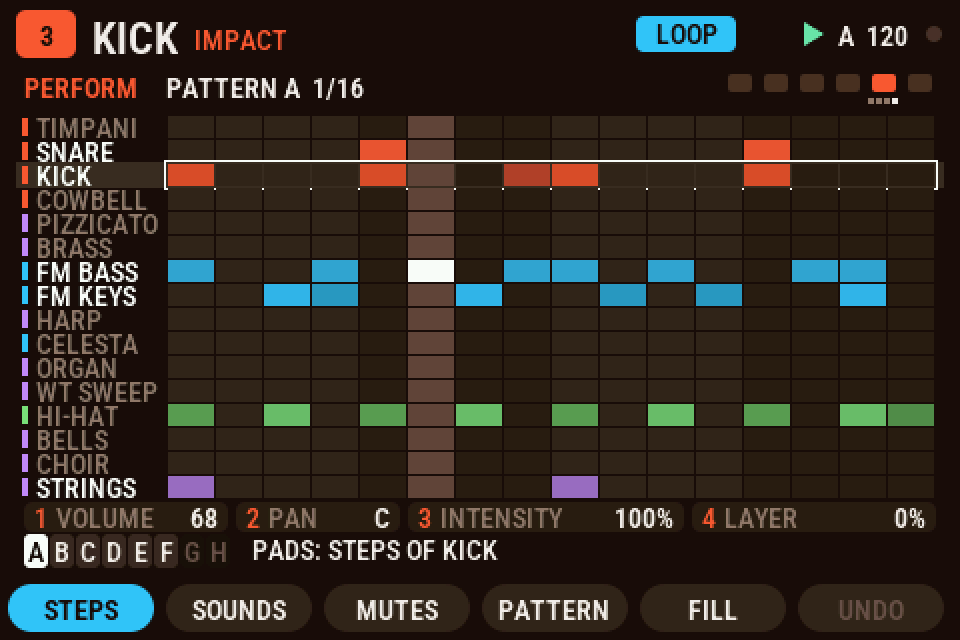 3 KICK IMPACT LOOP A 120
PERFORM PATTERN A 1/16
TIMPANI
SNARE
KICK
COWBELL
PIZZICATO
BRASS
FM BASS
FM KEYS
HARP
CELESTA
ORGAN
WT SWEEP
HI-HAT
BELLS
CHOIR
STRINGS
1 VOLUME 68 2 PAN C 3 INTENSITY 100% 4 LAYER 0%
A B C D E F G H PADS: STEPS OF KICK
STEPS SOUNDS MUTES PATTERN FILL UNDO